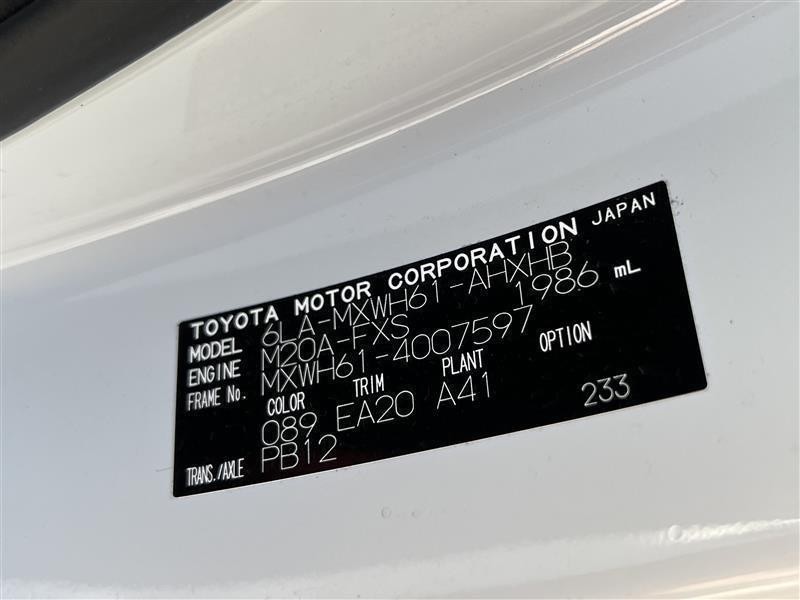 TOYOTA MOTOR CORPORATION JAPAN
MODEL 6LA-MXWH61-AHXHB
ENGINE M20A-FXS 1986 mL
FRAME No. MXWH61-4007597
COLOR TRIM PLANT OPTION
089 EA20 A41 233
TRANS./AXLE PB12